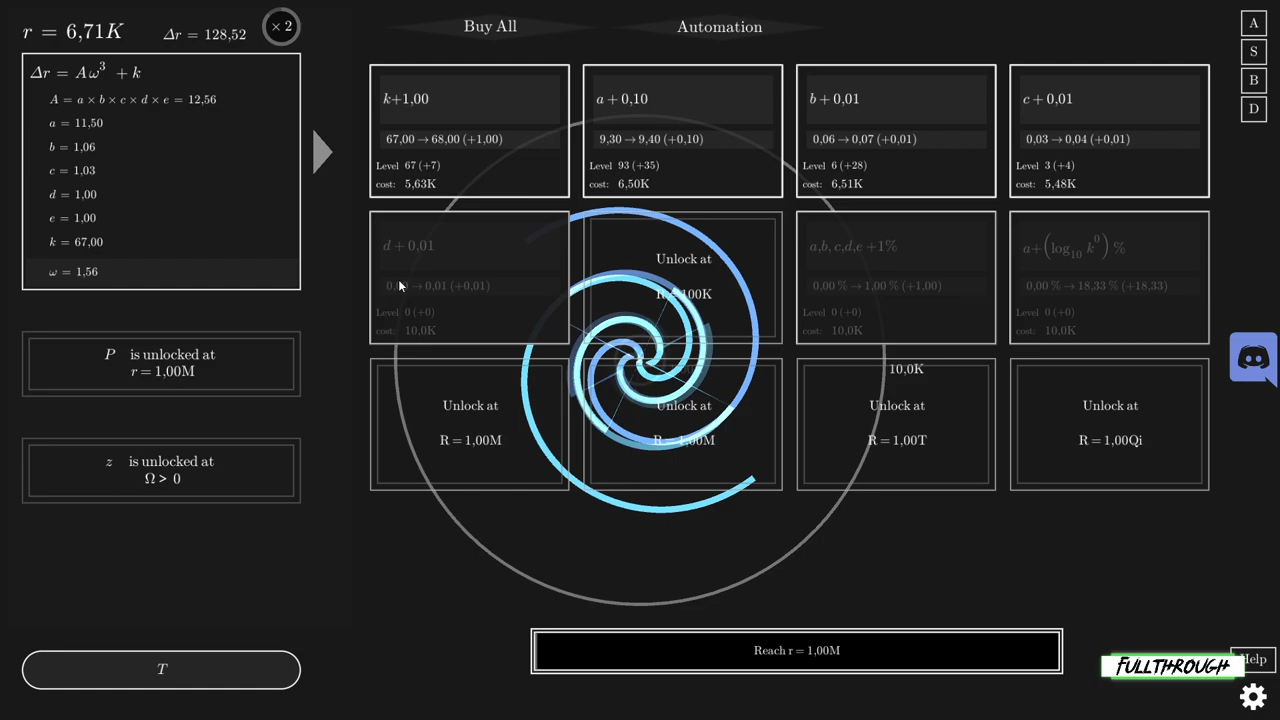 r = 6,71K
Δr = 128,52
× 2
Δr = Aω³ + k
A = a × b × c × d × e = 12,56
a = 11,50
b = 1,06
c = 1,03
d = 1,00
e = 1,00
k = 67,00
ω = 1,56
P is unlocked at
r = 1,00M
z is unlocked at
Ω > 0
T
Buy All
Automation
k+1,00
67,00 → 68,00 (+1,00)
Level 67 (+7)
cost: 5,63K
a + 0,10
9,30 → 9,40 (+0,10)
Level 93 (+35)
cost: 6,50K
b + 0,01
0,06 → 0,07 (+0,01)
Level 6 (+28)
cost: 6,51K
c + 0,01
0,03 → 0,04 (+0,01)
Level 3 (+4)
cost: 5,48K
d + 0,01
0,00 → 0,01 (+0,01)
Level 0 (+0)
cost: 10,0K
Unlock at
R = 100K
a,b, c,d,e +1%
0,00 % → 1,00 % (+1,00)
Level 0 (+0)
cost: 10,0K
a+(log₁₀ k⁰) %
0,00 % → 18,33 % (+18,33)
Level 0 (+0)
cost: 10,0K
Unlock at
R = 1,00M
Unlock at
R = 1,00M
10,0K
Unlock at
R = 1,00T
Unlock at
R = 1,00Qi
Reach r = 1,00M
A
S
B
D
FULLTHROUGH
Help